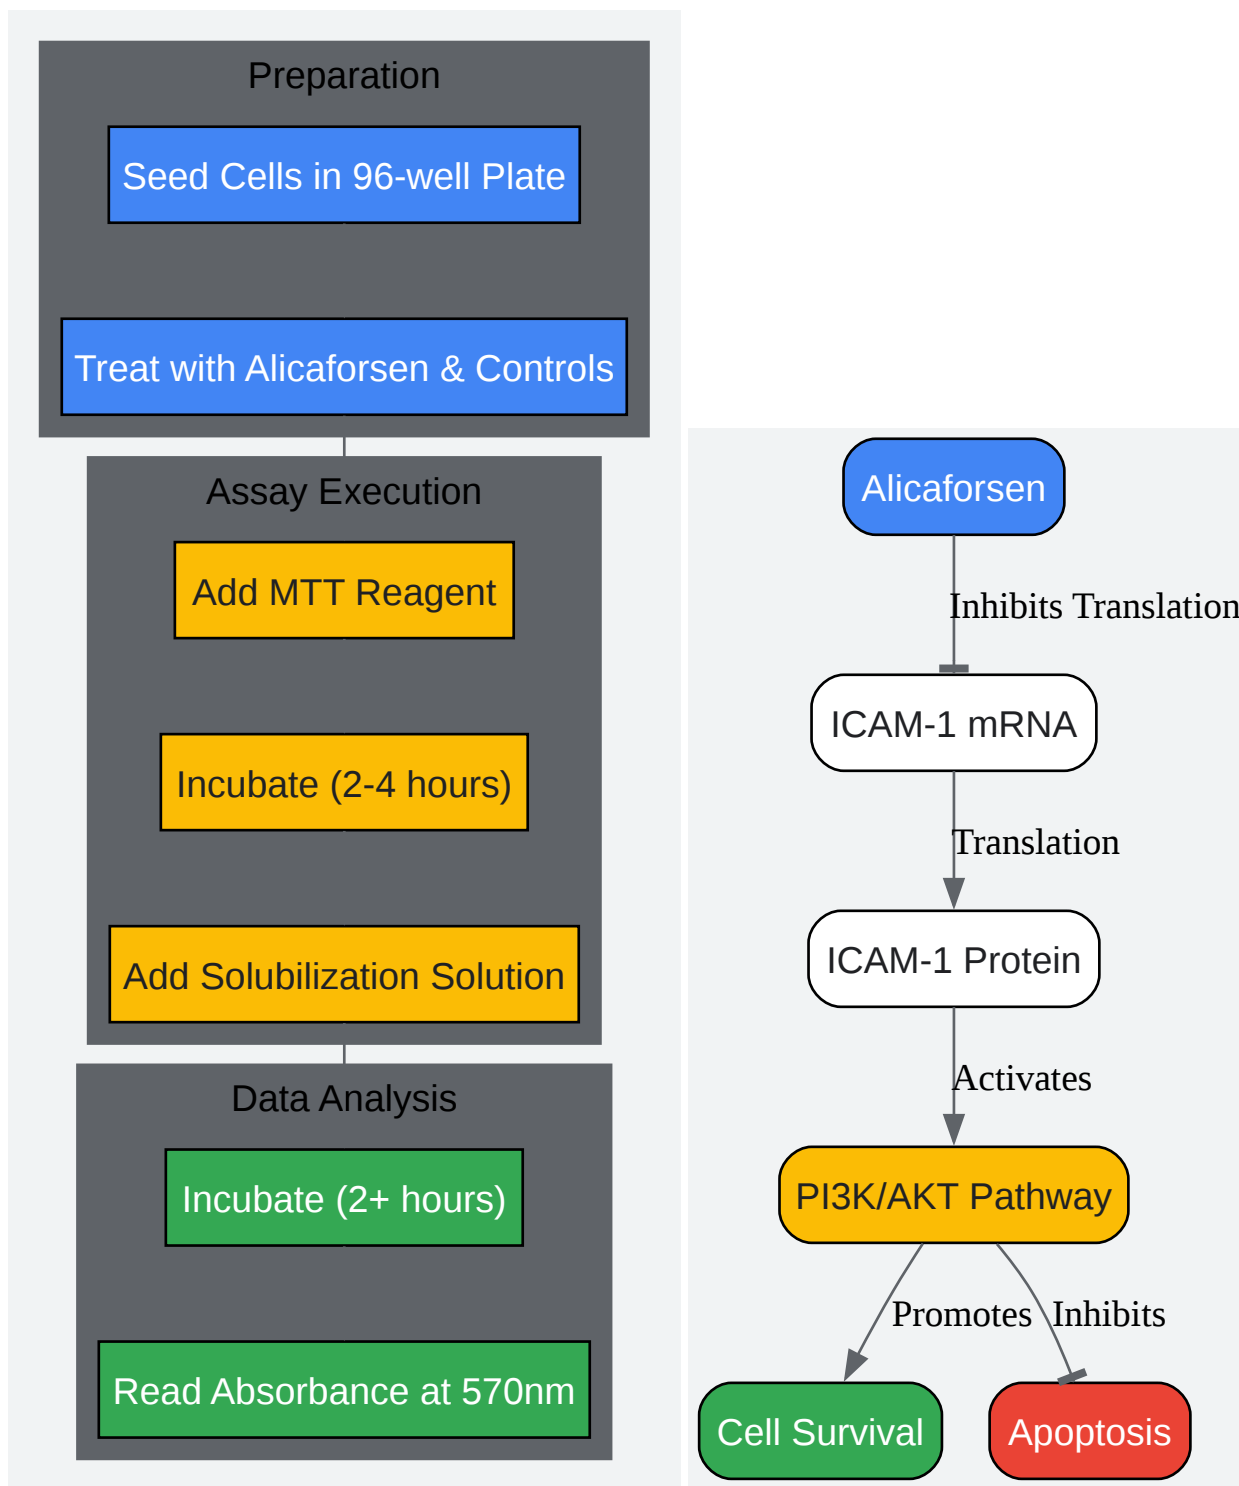 Preparation
Seed Cells in 96-well Plate
Treat with Alicaforsen & Controls
Assay Execution
Add MTT Reagent
Incubate (2-4 hours)
Add Solubilization Solution
Data Analysis
Incubate (2+ hours)
Read Absorbance at 570nm
Alicaforsen
Inhibits Translation
ICAM-1 mRNA
Translation
ICAM-1 Protein
Activates
PI3K/AKT Pathway
Promotes
Inhibits
Cell Survival
Apoptosis